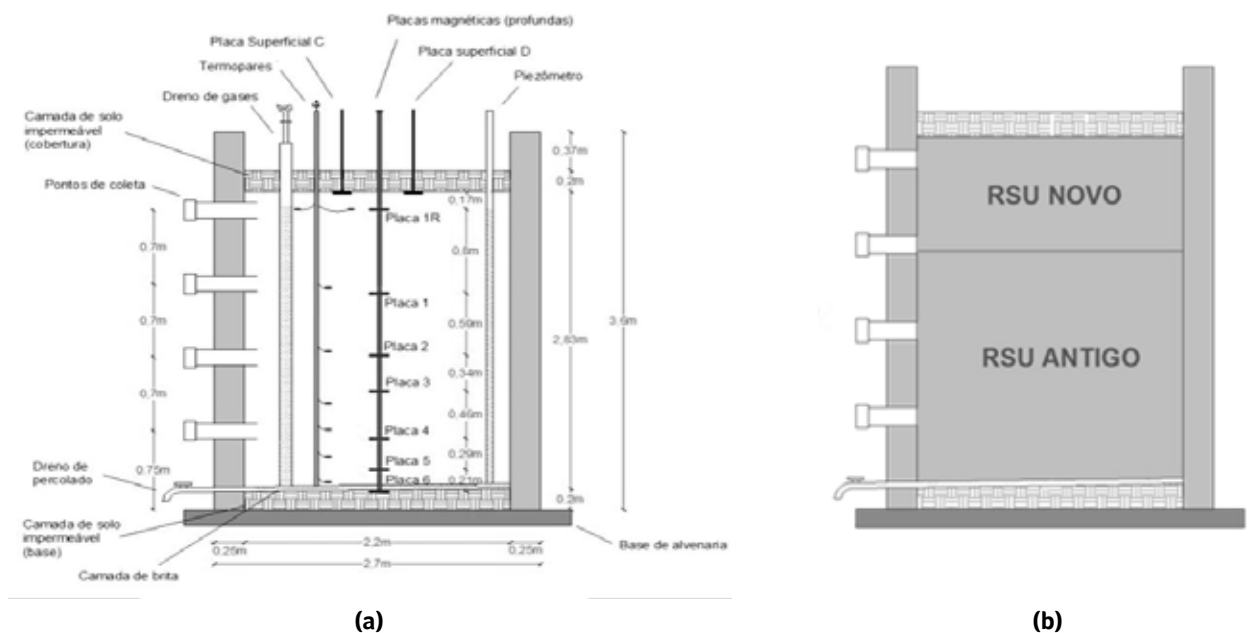 Placas magnéticas (profundas)
Placa Superficial C
Placa superficial D
Termopares
Piezômetro
Dreno de gases
Camada de solo
impermeável
(cobertura)
Pontos de coleta
0,37m
0,2m
0,17m
Placa 1R
0,7m
0,8m
Placa 1
0,7m
0,59m
2,83m
3,6m
Placa 2
0,34m
Placa 3
0,7m
0,46m
Placa 4
0,29m
Placa 5
0,75m
Placa 6
0,21m
0,2m
Dreno de
percolado
Camada de solo
impermeável
(base)
0,25m
2,2m
0,25m
2,7m
Base de alvenaria
Camada de brita
(a)
RSU NOVO
RSU ANTIGO
(b)